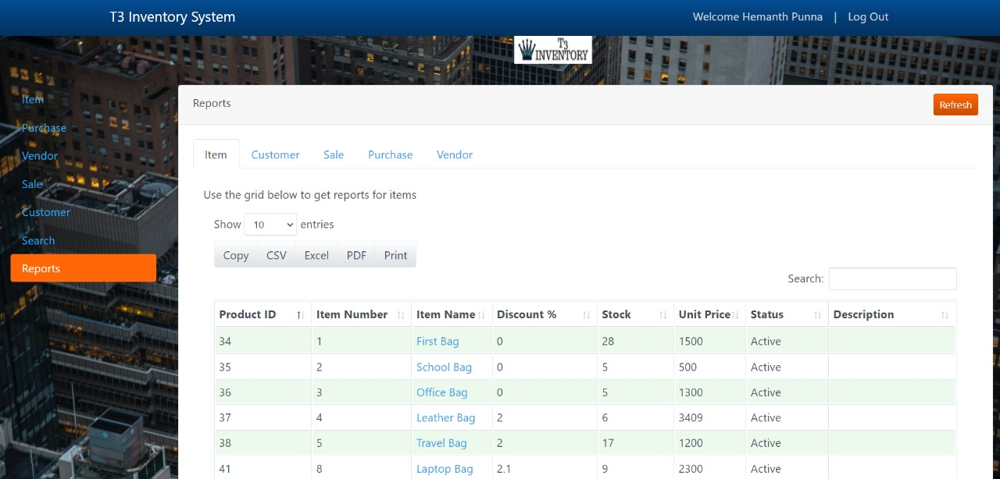 T3 Inventory System Welcome Hemanth Punna | Log Out
T3
INVENTORY
Item
Purchase
Vendor
Sale
Customer
Search
Reports
Reports Refresh
Item Customer Sale Purchase Vendor
Use the grid below to get reports for items
Show 10 entries
Copy CSV Excel PDF Print
Search:
Product ID Item Number Item Name Discount % Stock Unit Price Status Description
34 1 First Bag 0 28 1500 Active
35 2 School Bag 0 5 500 Active
36 3 Office Bag 0 5 1300 Active
37 4 Leather Bag 2 6 3409 Active
38 5 Travel Bag 2 17 1200 Active
41 8 Laptop Bag 2.1 9 2300 Active